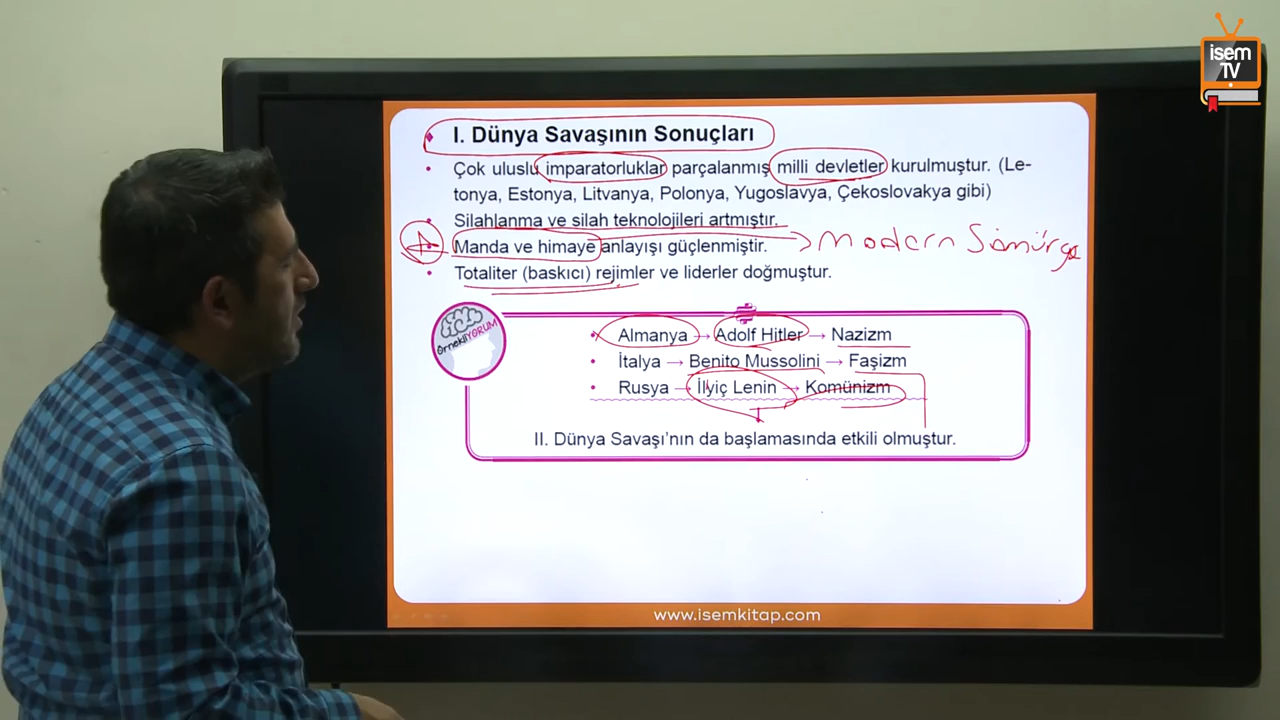 isem
TV
I. Dünya Savaşının Sonuçları
• Çok uluslu imparatorluklar parçalanmış milli devletler kurulmuştur. (Le-
tonya, Estonya, Litvanya, Polonya, Yugoslavya, Çekoslovakya gibi)
• Silahlanma ve silah teknolojileri artmıştır.
• Manda ve himaye anlayışı güçlenmiştir. → Modern Sömürge
• Totaliter (baskıcı) rejimler ve liderler doğmuştur.
ÖrnekliYORUM
• Almanya → Adolf Hitler → Nazizm
• İtalya → Benito Mussolini → Faşizm
• Rusya → İlyiç Lenin → Komünizm
II. Dünya Savaşı'nın da başlamasında etkili olmuştur.
www.isemkitap.com